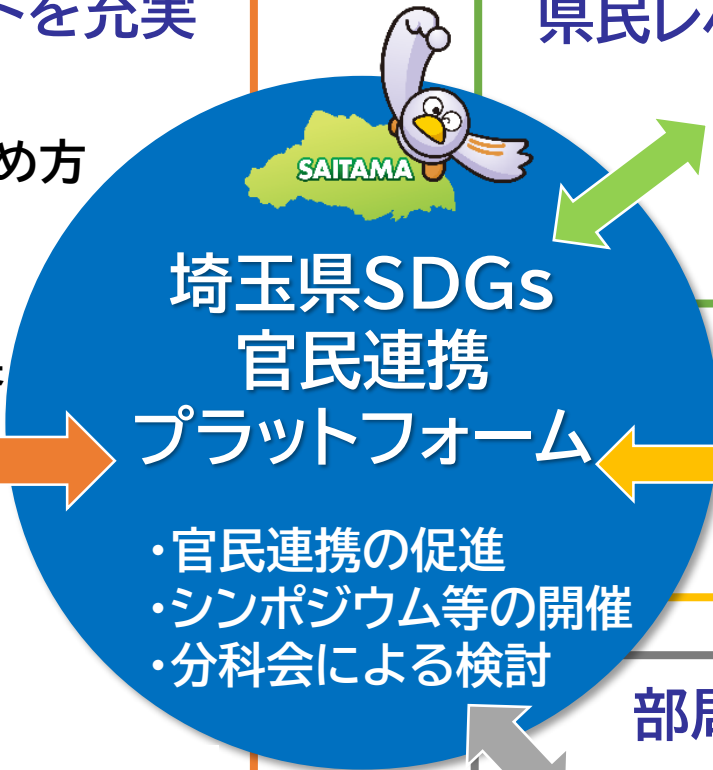 トを充実
県民レベ
め方
SAITAMA
埼玉県SDGs
官民連携
プラットフォーム
・官民連携の促進
・シンポジウム等の開催
・分科会による検討
部局